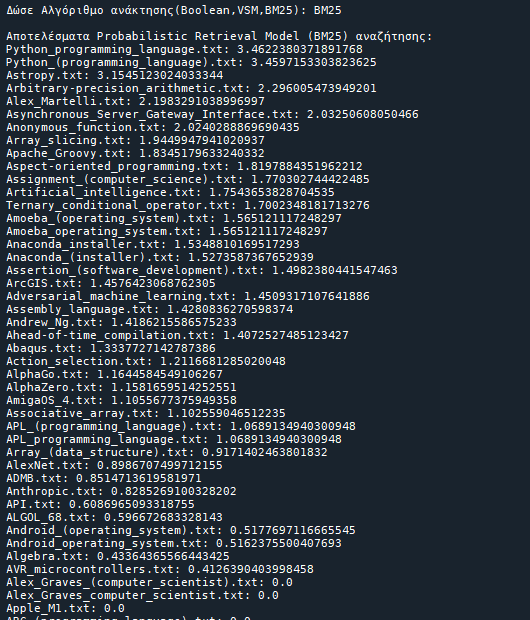 Δώσε Αλγόριθμο ανάκτησης(Boolean,VSM,BM25): BM25
Αποτελέσματα Probabilistic Retrieval Model (BM25) αναζήτησης:
Python_programming_language.txt: 3.4622380371891768
Python_(programming_language).txt: 3.4597153303823625
Astropy.txt: 3.1545123024033344
Arbitrary-precision_arithmetic.txt: 2.296005473949201
Alex_Martelli.txt: 2.1983291038996997
Asynchronous_Server_Gateway_Interface.txt: 2.03250608050466
Anonymous_function.txt: 2.0240288869690435
Array_slicing.txt: 1.9449947941020937
Apache_Groovy.txt: 1.8345179633240332
Aspect-oriented_programming.txt: 1.8197884351962212
Assignment_(computer_science).txt: 1.770302744422485
Artificial_intelligence.txt: 1.7543653828704535
Ternary_conditional_operator.txt: 1.7002348181713276
Amoeba_(operating_system).txt: 1.565121117248297
Amoeba_operating_system.txt: 1.565121117248297
Anaconda_installer.txt: 1.5348810169517293
Anaconda_(installer).txt: 1.5273587367652939
Assertion_(software_development).txt: 1.4982380441547463
ArcGIS.txt: 1.4576423068762305
Adversarial_machine_learning.txt: 1.4509317107641886
Assembly_language.txt: 1.4280836270598374
Andrew_Ng.txt: 1.4186215586575233
Ahead-of-time_compilation.txt: 1.4072527485123427
Abaqus.txt: 1.3337727142787386
Action_selection.txt: 1.2116681285020048
AlphaGo.txt: 1.1644584549106267
AlphaZero.txt: 1.1581659514252551
AmigaOS_4.txt: 1.1055677375949358
Associative_array.txt: 1.102559046512235
APL_(programming_language).txt: 1.0689134940300948
APL_programming_language.txt: 1.0689134940300948
Array_(data_structure).txt: 0.9171402463801832
AlexNet.txt: 0.8986707499712155
ADMB.txt: 0.8514713619581971
Anthropic.txt: 0.8285269100328202
API.txt: 0.6086965093318755
ALGOL_68.txt: 0.596672683328143
Android_(operating_system).txt: 0.5177697116665545
Android_operating_system.txt: 0.5162375500407693
Algebra.txt: 0.43364365566443425
AVR_microcontrollers.txt: 0.4126390403998458
Alex_Graves_(computer_scientist).txt: 0.0
Alex_Graves_computer_scientist.txt: 0.0
Apple_M1.txt: 0.0